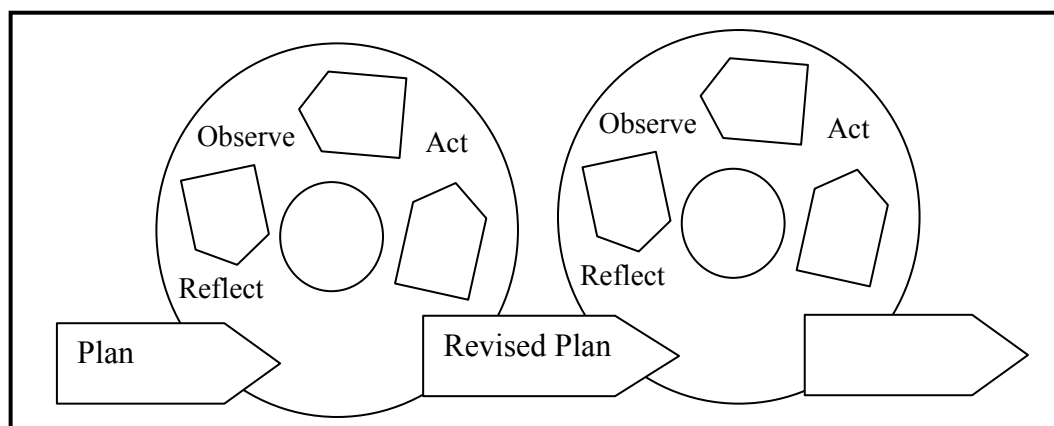 Observe
Act
Reflect
Plan
Observe
Act
Reflect
Revised Plan